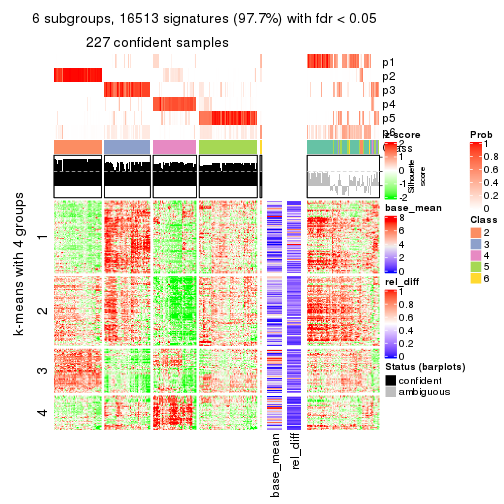 6 subgroups, 16513 signatures (97.7%) with fdr < 0.05
227 confident samples
p1
p2
p3
p4
p5
p6
Class
z-score
2
1
0
-1
-2
Silhouette
score
Prob
1
0.8
0.6
0.4
0.2
0
Class
2
3
4
5
6
base_mean
8
6
4
2
0
rel_diff
1
0.8
0.6
0.4
0.2
0
Status (barplots)
confident
ambiguous
k-means with 4 groups
1
2
3
4
base_mean
rel_diff